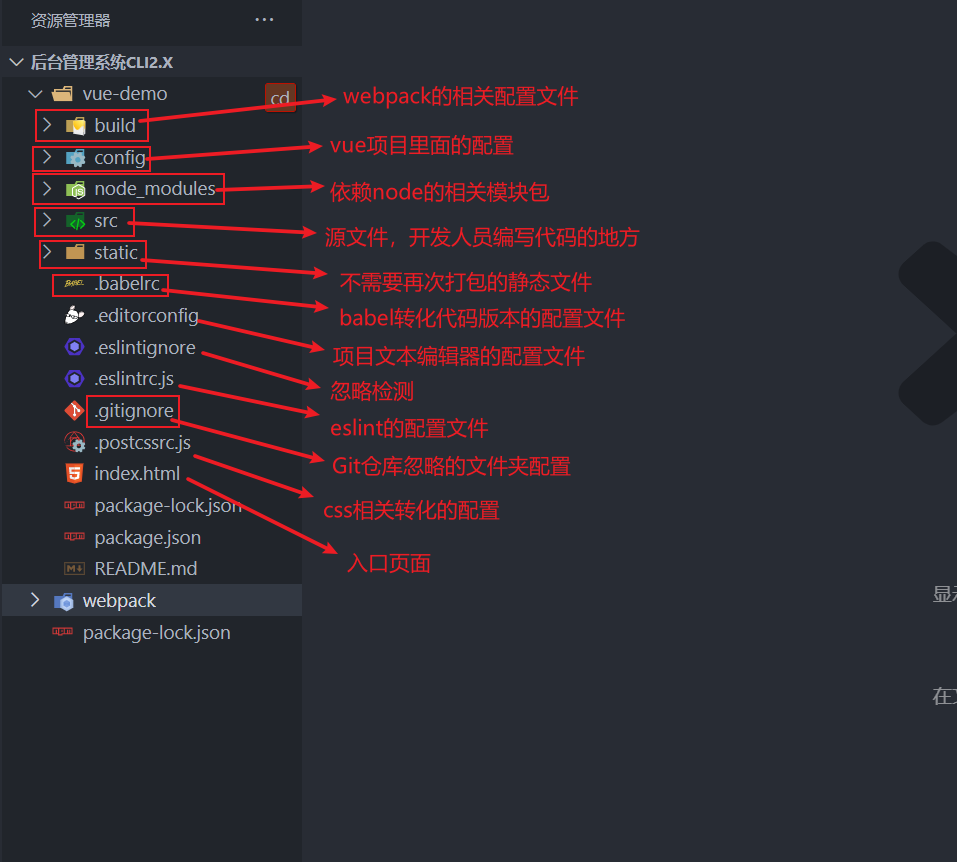 资源管理器 ···
后台管理系统CLI2.X
vue-demo
cd
build
webpack的相关配置文件
config
vue项目里面的配置
node_modules
依赖node的相关模块包
src
源文件，开发人员编写代码的地方
static
不需要再次打包的静态文件
.babelrc
babel转化代码版本的配置文件
.editorconfig
项目文本编辑器的配置文件
.eslintignore
忽略检测
.eslintrc.js
eslint的配置文件
.gitignore
Git仓库忽略的文件夹配置
.postcssrc.js
css相关转化的配置
index.html
入口页面
package-lock.json
package.json
README.md
webpack
package-lock.json
显
在